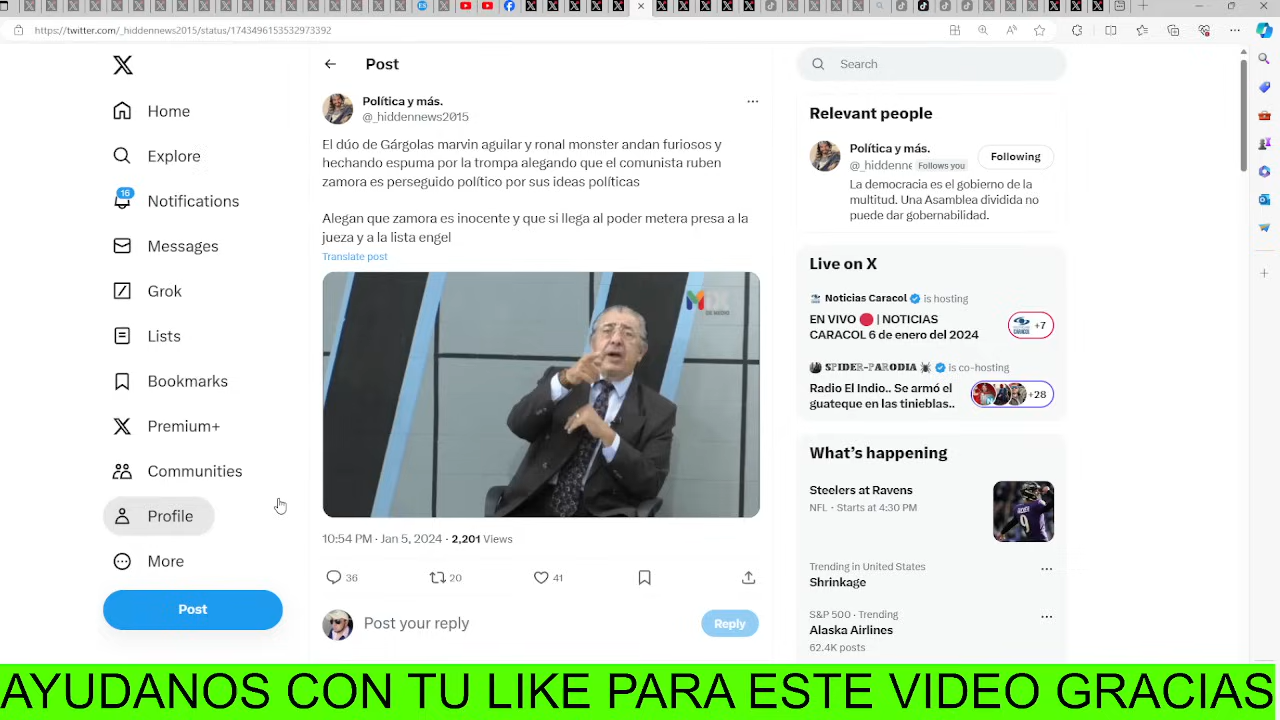 https://twitter.com/_hiddennews2015/status/1743496153532973392
Home
Explore
16
Notifications
Messages
Grok
Lists
Bookmarks
Premium+
Communities
Profile
More
Post
Post
Política y más.
@_hiddennews2015
El dúo de Gárgolas marvin aguilar y ronal monster andan furiosos y
hechando espuma por la trompa alegando que el comunista ruben
zamora es perseguido político por sus ideas políticas
Alegan que zamora es inocente y que si llega al poder metera presa a la
jueza y a la lista engel
Translate post
10:54 PM · Jan 5, 2024 · 2,201 Views
36
20
41
Post your reply
Reply
Search
Relevant people
Política y más.
@_hiddenne Follows you
Following
La democracia es el gobierno de la
multitud. Una Asamblea dividida no
puede dar gobernabilidad.
Live on X
Noticias Caracol is hosting
EN VIVO 🔴 | NOTICIAS
CARACOL 6 de enero del 2024
+7
SPIDER-PARODIA 🕷 is co-hosting
Radio El Indio.. Se armó el
guateque en las tinieblas..
+28
What's happening
Steelers at Ravens
NFL · Starts at 4:30 PM
Trending in United States
Shrinkage
S&P 500 · Trending
Alaska Airlines
62.4K posts
AYUDANOS CON TU LIKE PARA ESTE VIDEO GRACIAS